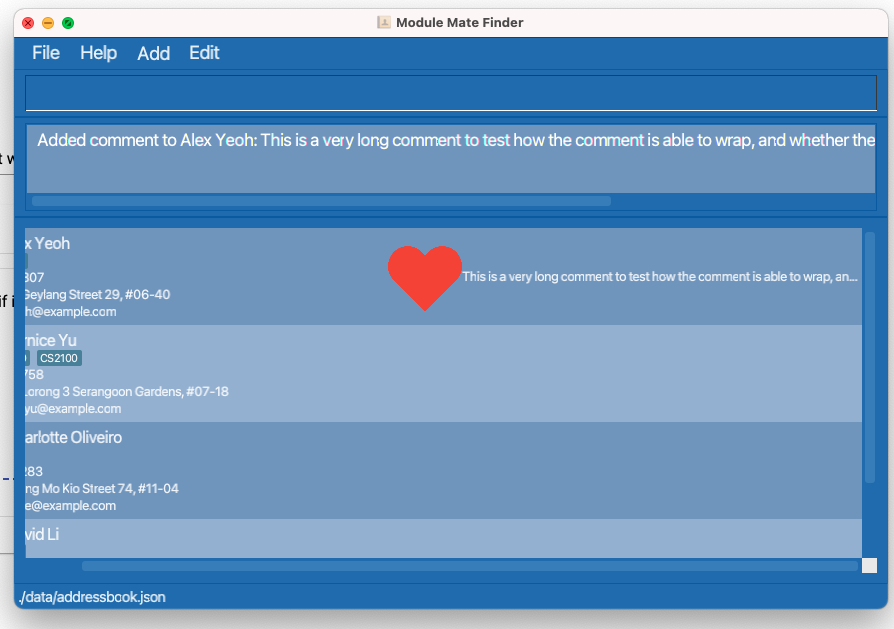 Module Mate Finder
File Help Add Edit
Added comment to Alex Yeoh: This is a very long comment to test how the comment is able to wrap, and whether the
x Yeoh
807
Geylang Street 29, #06-40
h@example.com
This is a very long comment to test how the comment is able to wrap, an...
rnice Yu
CS2100
758
Lorong 3 Serangoon Gardens, #07-18
yu@example.com
arlotte Oliveiro
283
ng Mo Kio Street 74, #11-04
e@example.com
vid Li
./data/addressbook.json